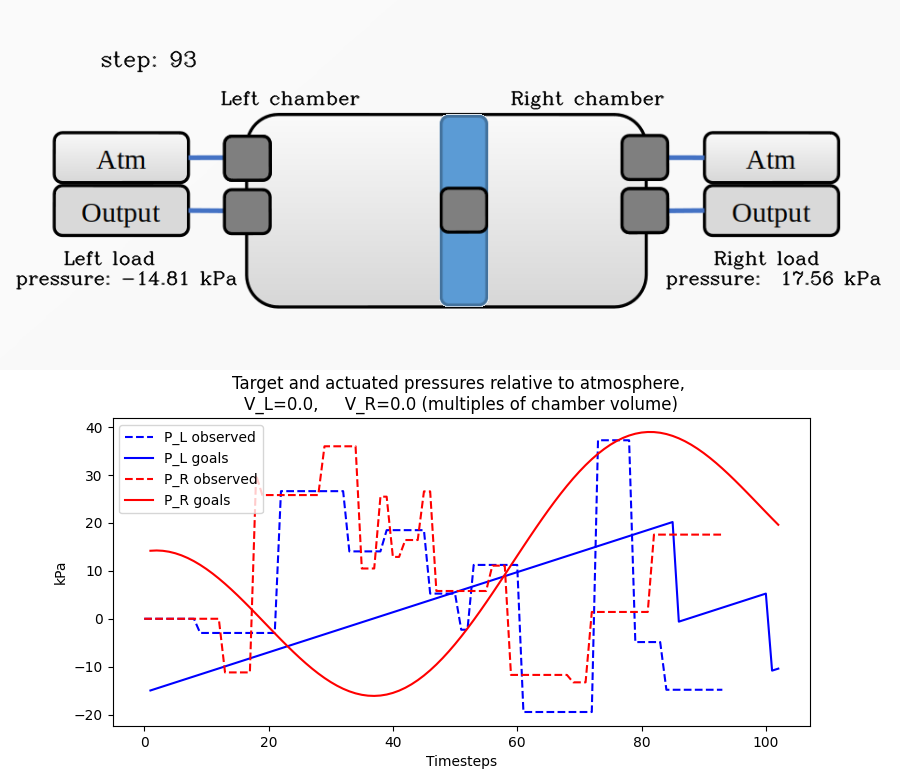 step: 93
Left chamber
Right chamber
Atm
Atm
Output
Output
Left load
pressure: −14.81 kPa
Right load
pressure: 17.56 kPa
Target and actuated pressures relative to atmosphere,
V_L=0.0, V_R=0.0 (multiples of chamber volume)
P_L observed
P_L goals
P_R observed
P_R goals
kPa
40
30
20
10
0
−10
−20
0
20
40
60
80
100
Timesteps